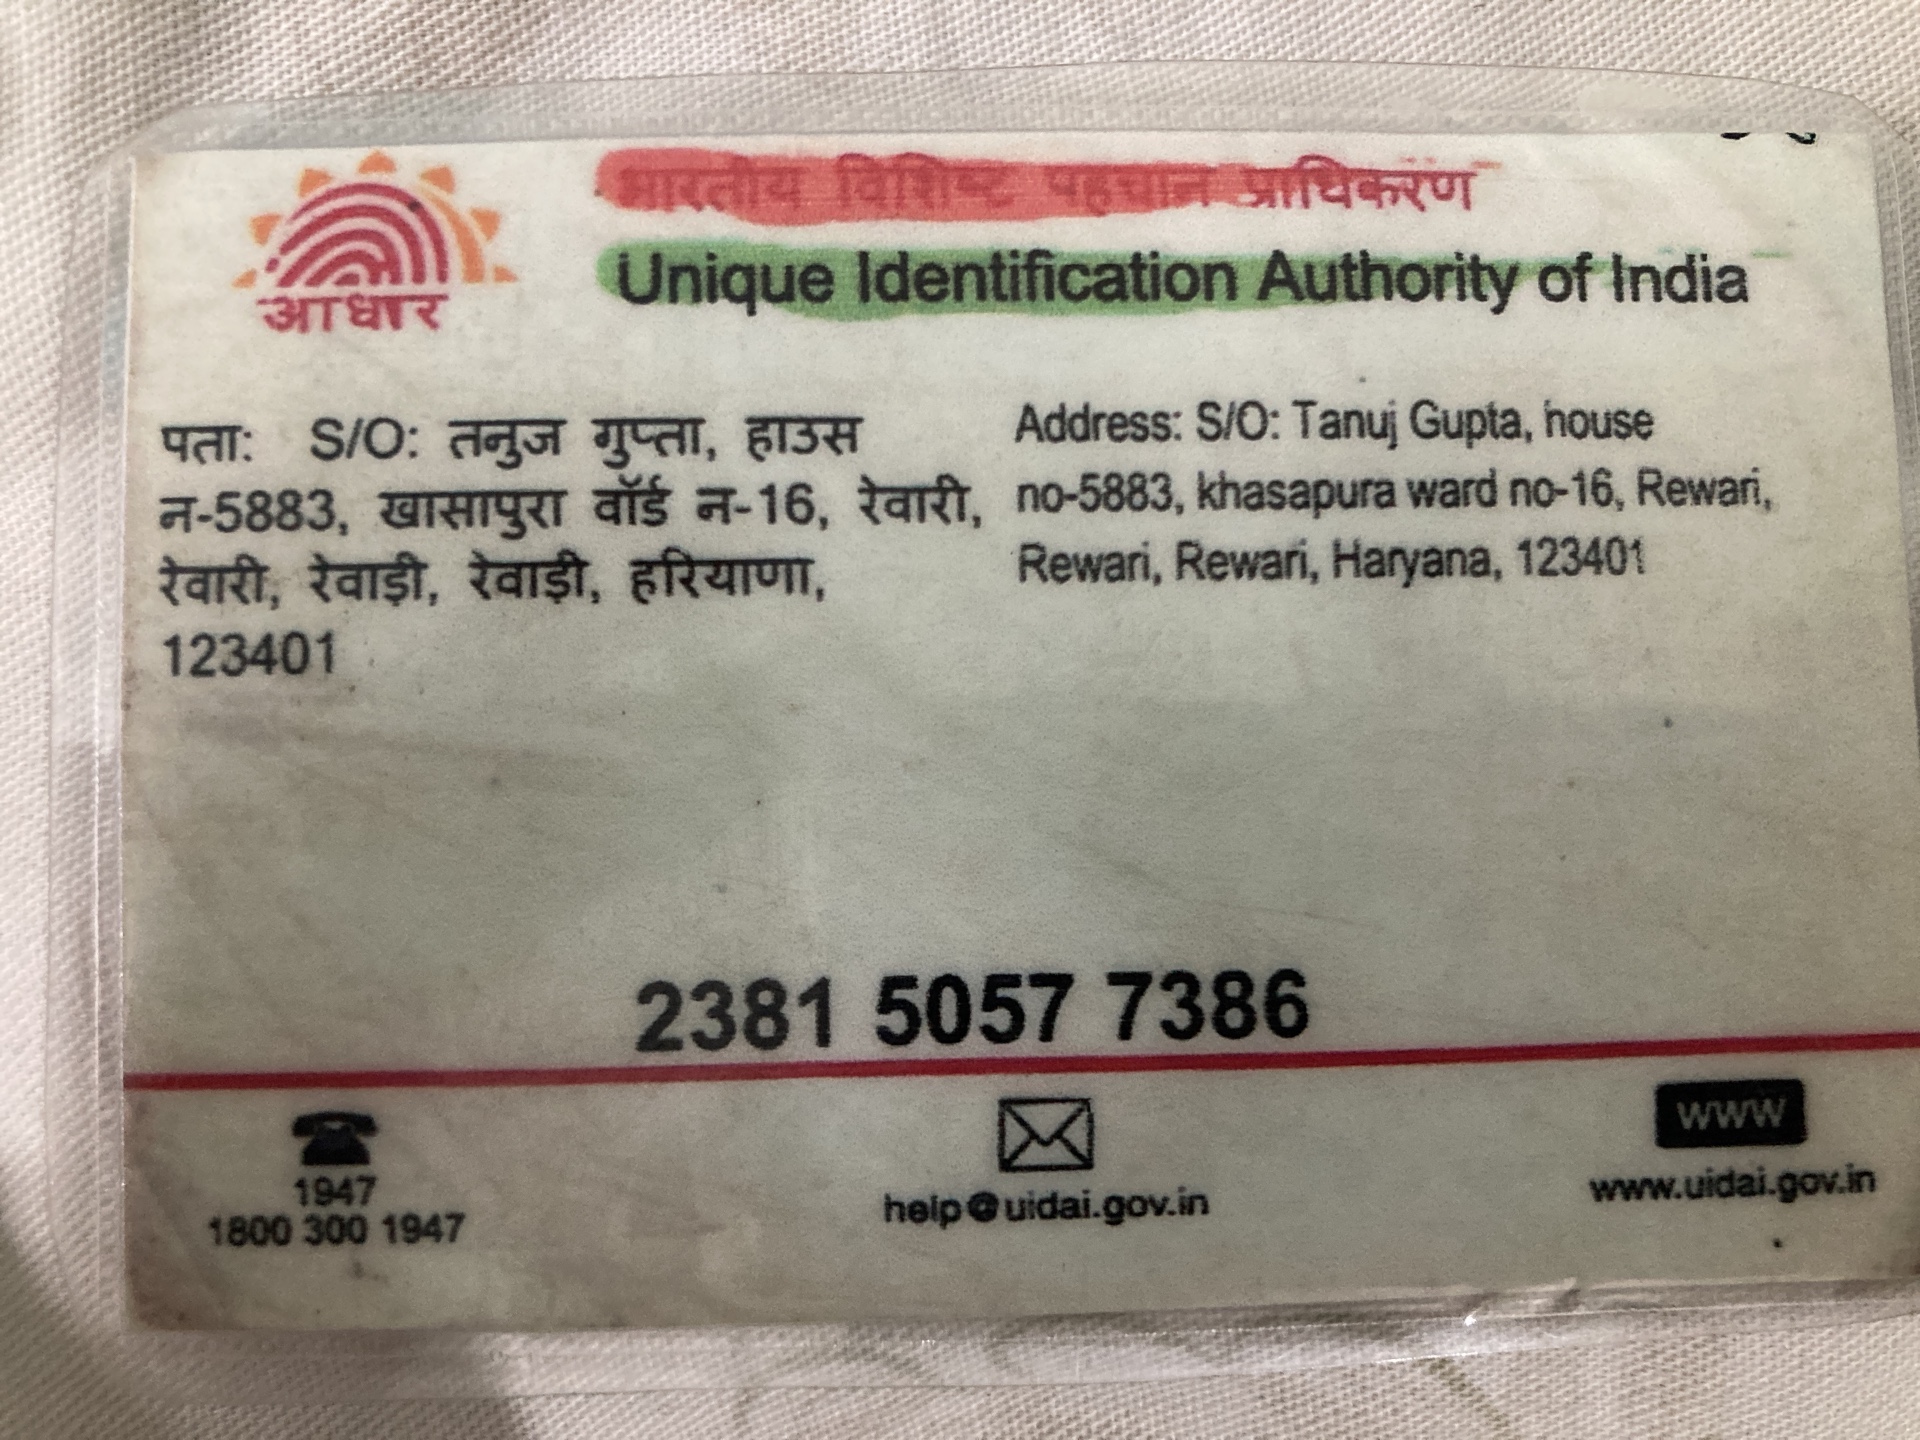 भारतीय विशिष्ट पहचान प्राधिकरण
Unique Identification Authority of India
आधार
पता: S/O: तनुज गुप्ता, हाउस
न-5883, खासापुरा वॉर्ड न-16, रेवारी,
रेवारी, रेवाड़ी, रेवाड़ी, हरियाणा,
123401
Address: S/O: Tanuj Gupta, house
no-5883, khasapura ward no-16, Rewari,
Rewari, Rewari, Haryana, 123401
2381 5057 7386
1947
1800 300 1947
help@uidai.gov.in
www
www.uidai.gov.in